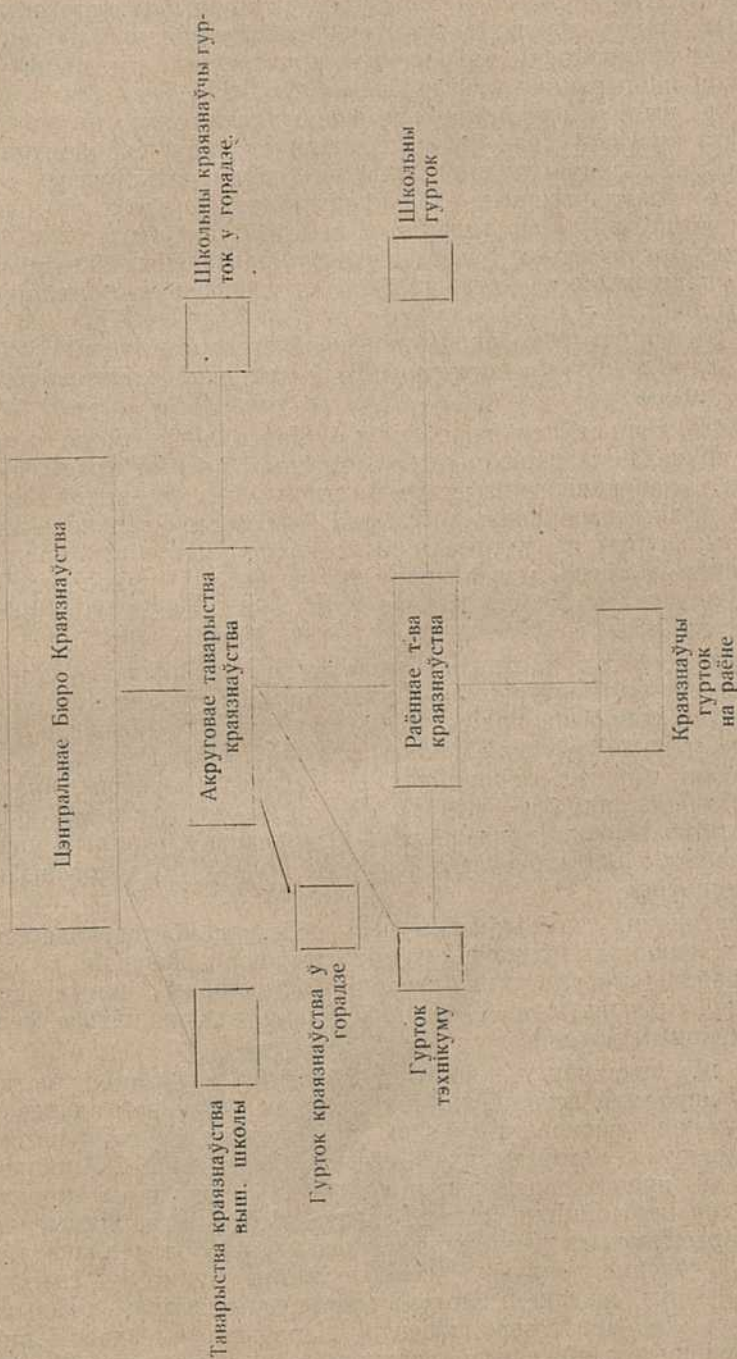 Цэнтральнае Бюро Краязнаўства
Таварыства краязнаўства
выш. школы
Акруговае таварыства
краязнаўства
Школьны краязнаўчы гур-
ток у горадзе.
Гурток краязнаўства ў
горадзе
Гурток
тэхнікуму
Раённае т-ва
краязнаўства
Школьны
гурток
Краязнаўчы
гурток
на раёне